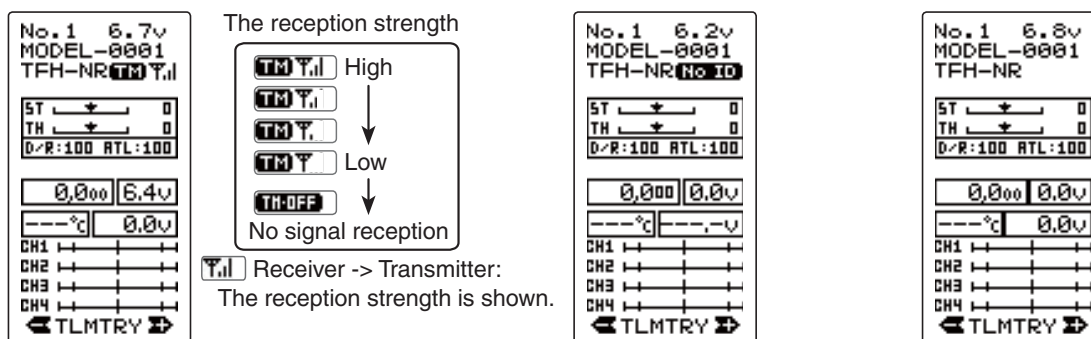 No.1 6.7v
MODEL-0001
TFH-NR TM
ST 0
TH 0
D/R:100 ATL:100
0,000 6.4v
---°c 0.0v
CH1
CH2
CH3
CH4
TLMTRY
The reception strength
TM High
TM
TM
TM Low
TM·OFF
No signal reception
Receiver -> Transmitter:
The reception strength is shown.
No.1 6.2v
MODEL-0001
TFH-NR No ID
ST 0
TH 0
D/R:100 ATL:100
0,000 0.0v
---°c ---.-v
CH1
CH2
CH3
CH4
TLMTRY
No.1 6.8v
MODEL-0001
TFH-NR
ST 0
TH 0
D/R:100 ATL:100
0,000 0.0v
---°c 0.0v
CH1
CH2
CH3
CH4
TLMTRY